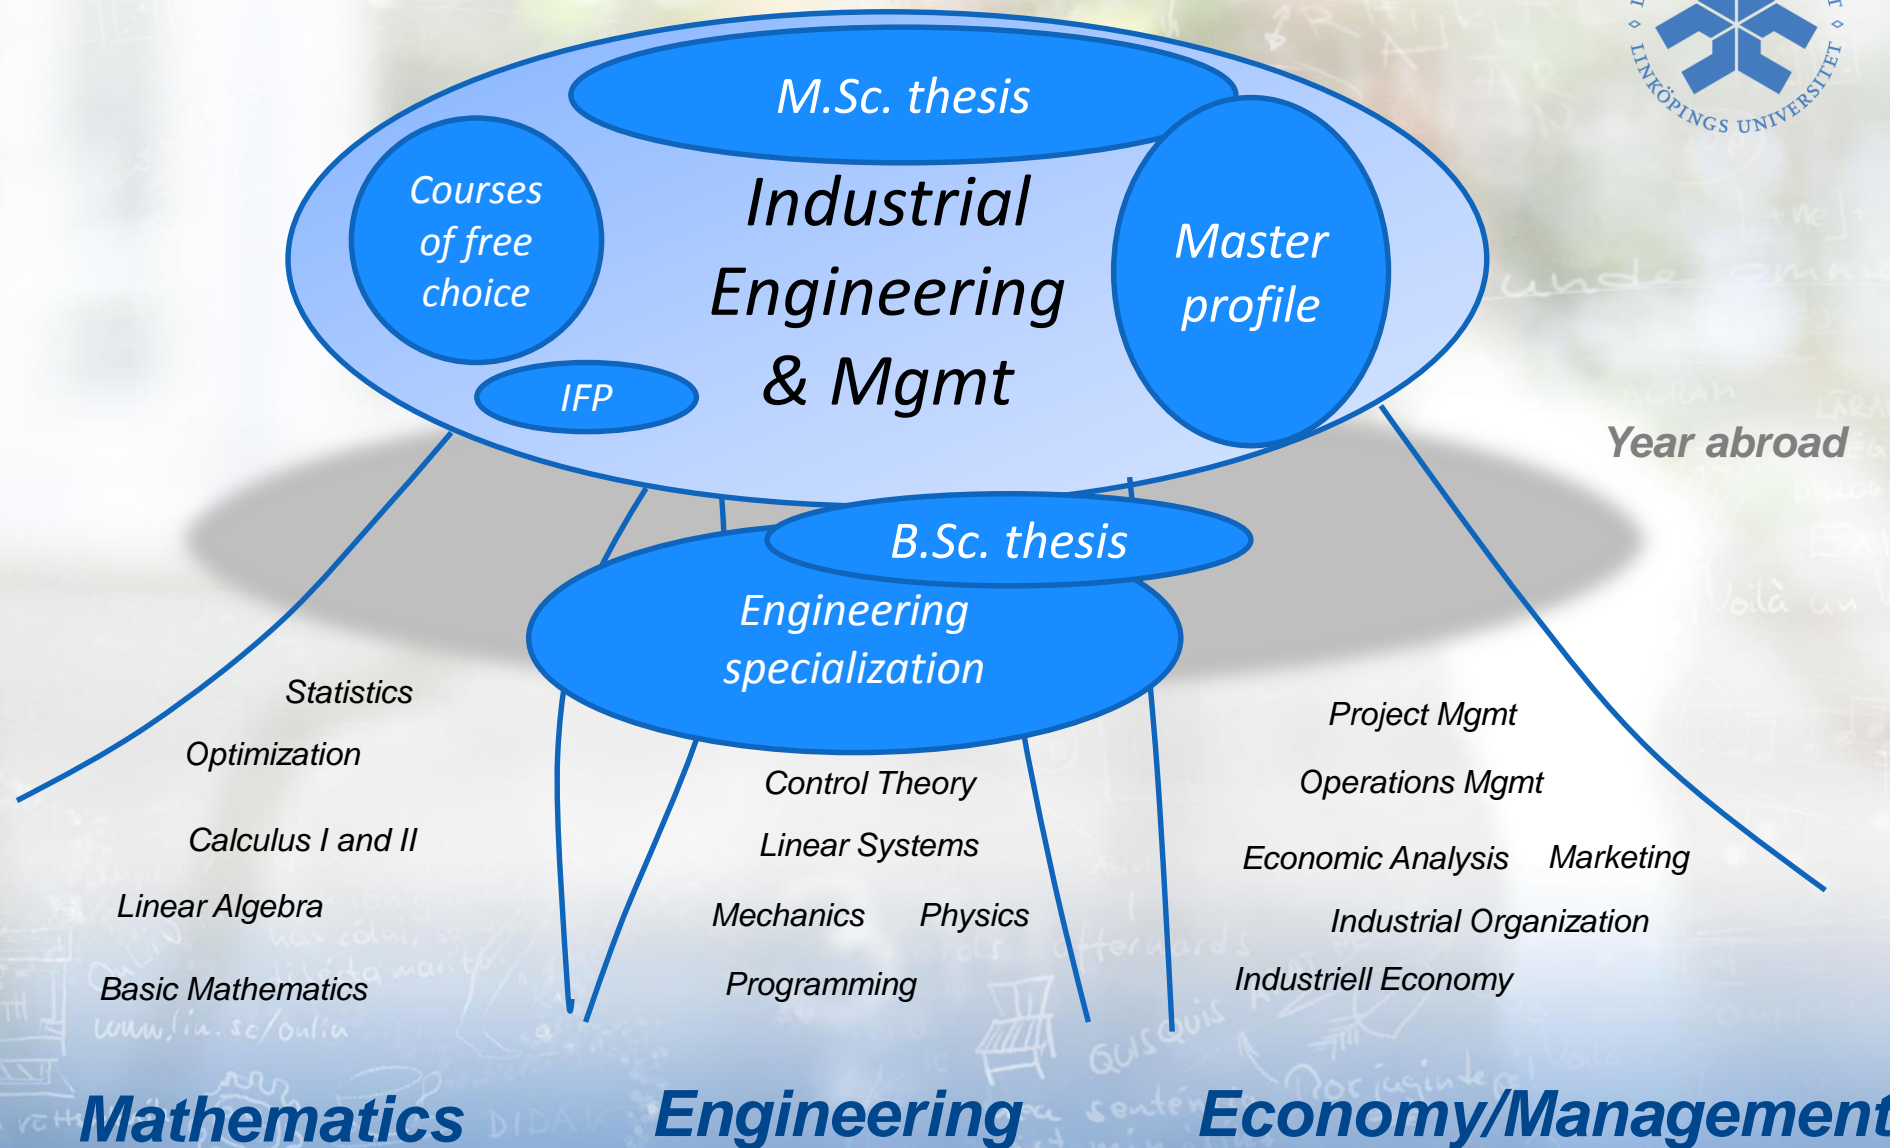 M.Sc. thesis
LINKÖPINGS UNIVERSITET
Courses
of free
choice
Industrial
Engineering
& Mgmt
Master
profile
IFP
Year abroad
B.Sc. thesis
Engineering
specialization
Statistics
Optimization
Calculus I and II
Linear Algebra
Basic Mathematics
Control Theory
Linear Systems
Mechanics Physics
Programming
Project Mgmt
Operations Mgmt
Economic Analysis Marketing
Industrial Organization
Industriell Economy
Mathematics
Engineering
Economy/Management